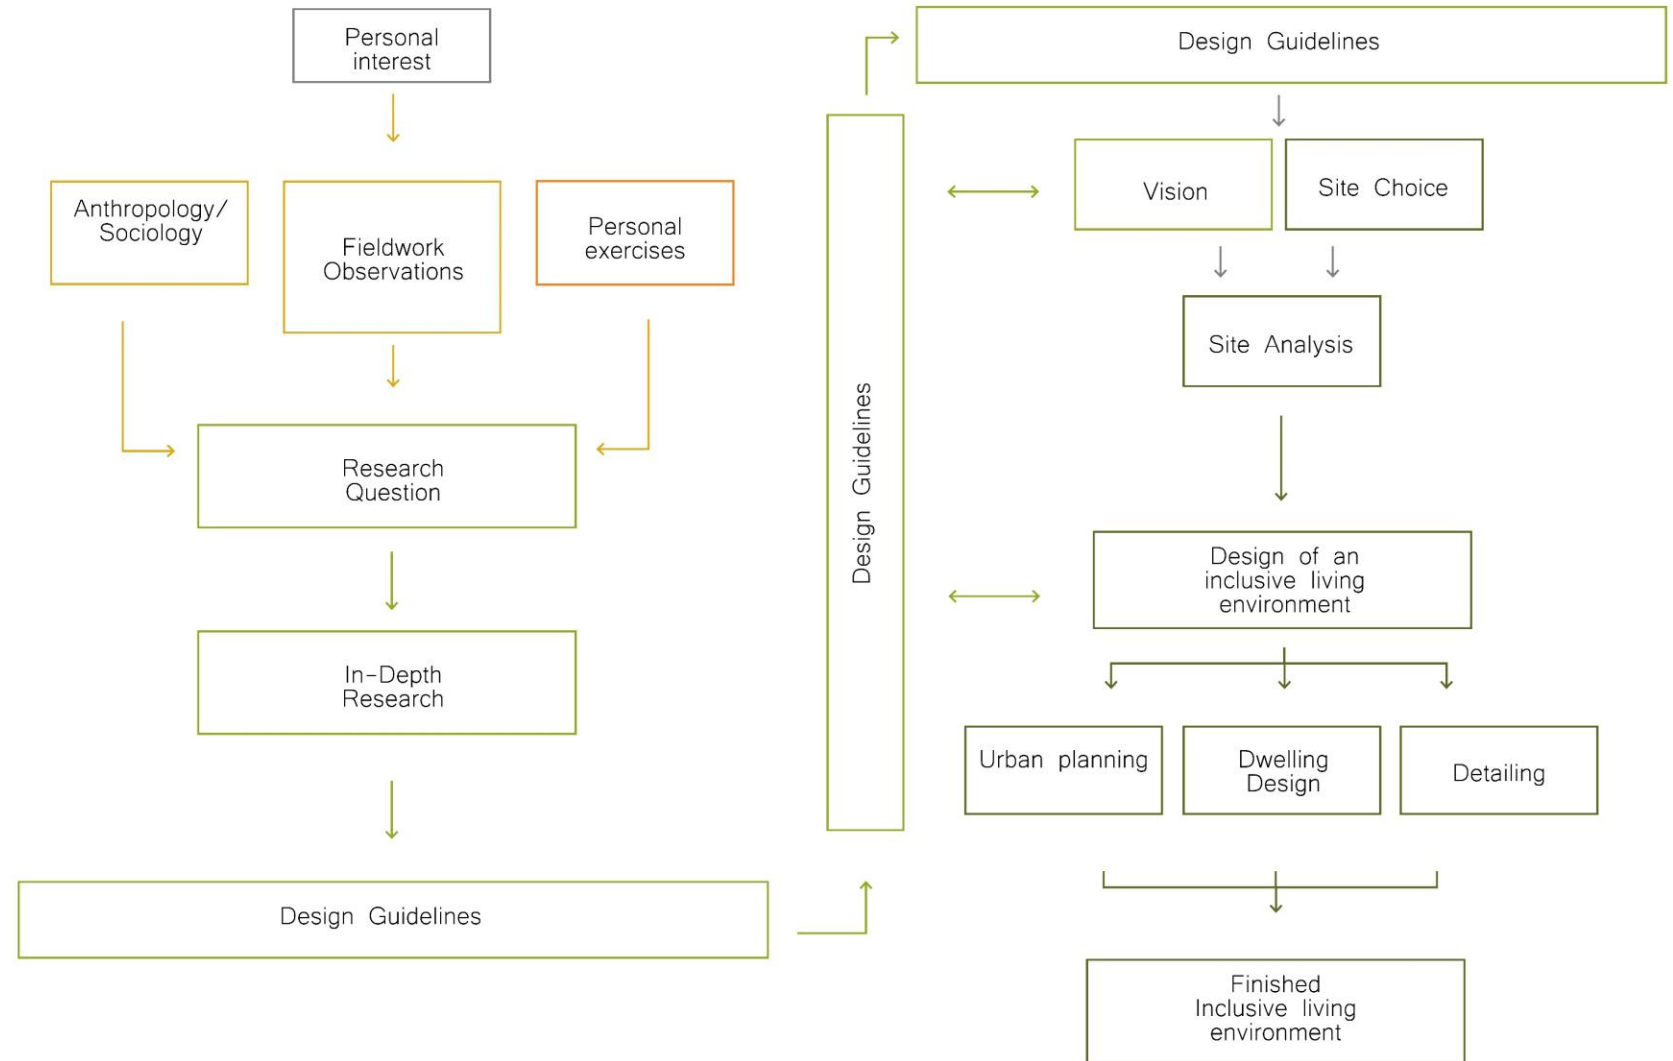 Personal
interest
Anthropology/
Sociology
Fieldwork
Observations
Personal
exercises
Research
Question
In-Depth
Research
Design Guidelines
Design Guidelines
Design Guidelines
Vision
Site Choice
Site Analysis
Design of an
inclusive living
environment
Urban planning
Dwelling
Design
Detailing
Finished
Inclusive living
environment